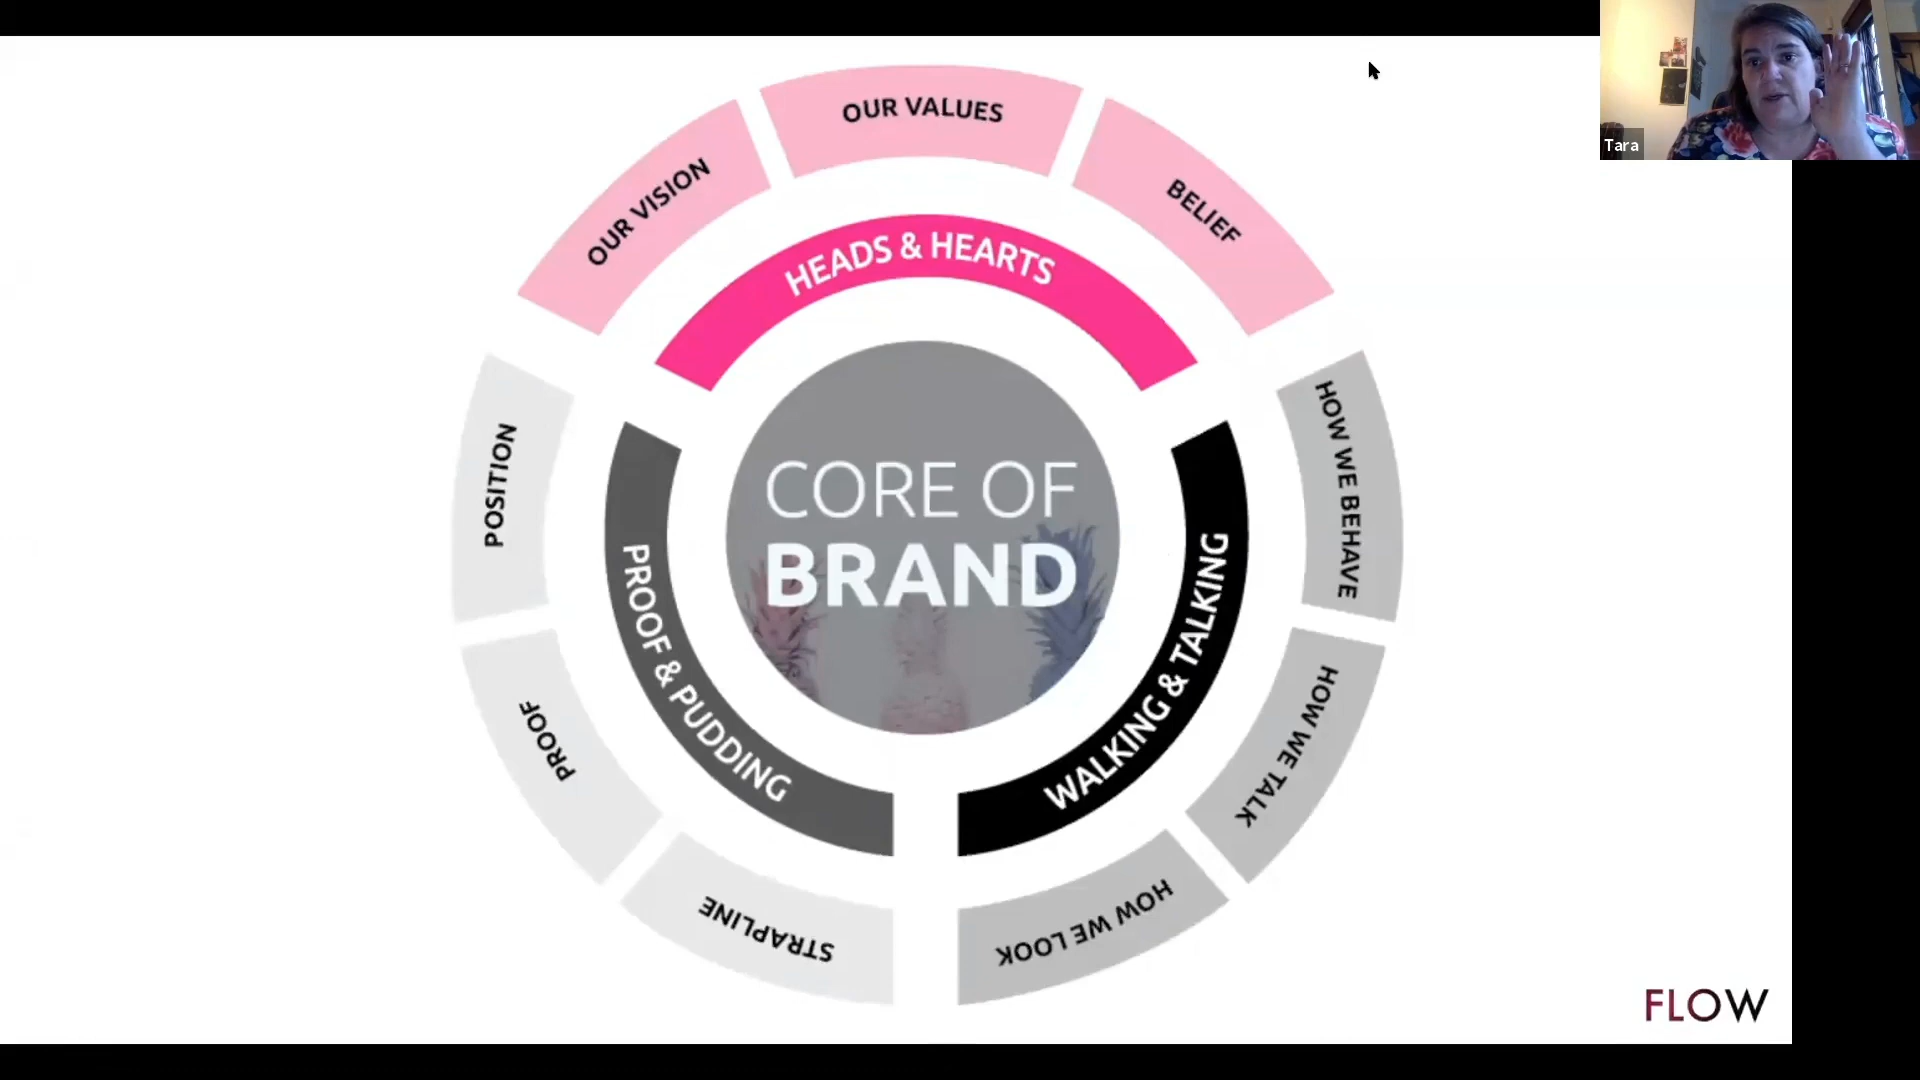 OUR VISION
OUR VALUES
BELIEF
HEADS & HEARTS
HOW WE BEHAVE
HOW WE TALK
HOW WE LOOK
WALKING & TALKING
POSITION
PROOF
STRAPLINE
PROOF & PUDDING
CORE OF
BRAND
Tara
FLOW